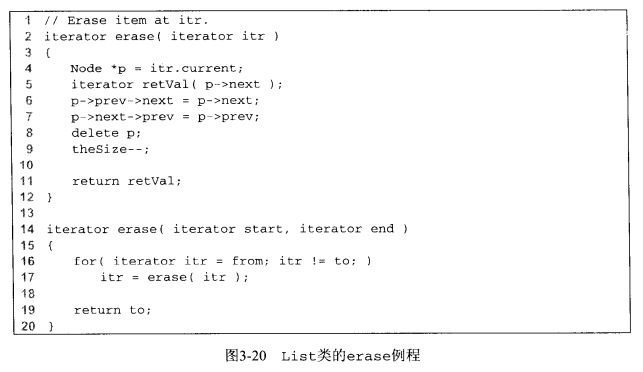 1 // Erase item at itr.
2 iterator erase( iterator itr )
3 {
4     Node *p = itr.current;
5     iterator retVal( p->next );
6     p->prev->next = p->next;
7     p->next->prev = p->prev;
8     delete p;
9     theSize--;
10
11     return retVal;
12 }
13
14 iterator erase( iterator start, iterator end )
15 {
16     for( iterator itr = from; itr != to; )
17         itr = erase( itr );
18
19     return to;
20 }
图3-20 List类的erase例程